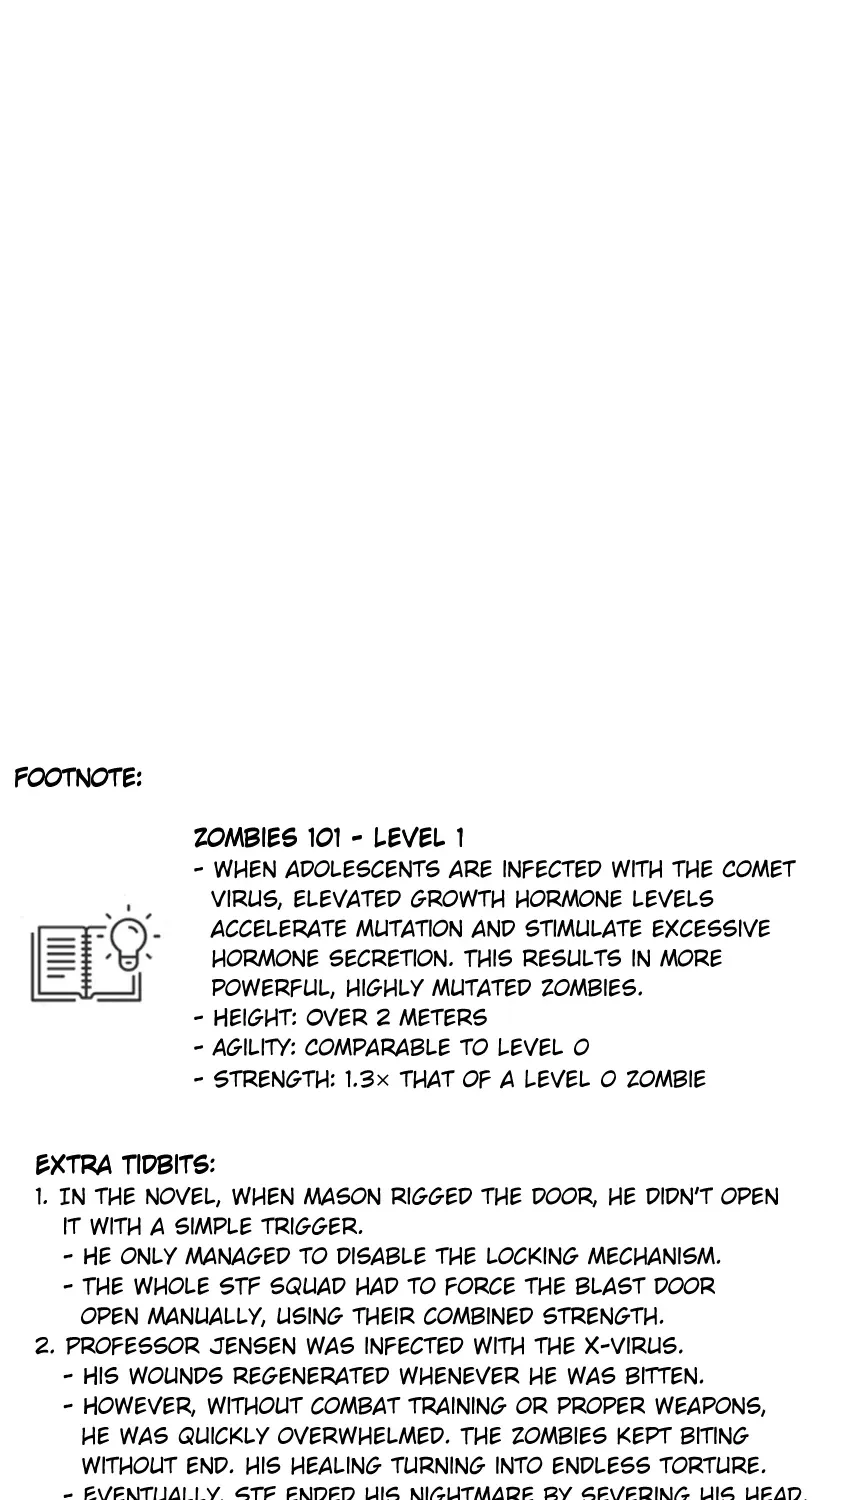 FOOTNOTE:
ZOMBIES 101 - LEVEL 1
- WHEN ADOLESCENTS ARE INFECTED WITH THE COMET
VIRUS, ELEVATED GROWTH HORMONE LEVELS
ACCELERATE MUTATION AND STIMULATE EXCESSIVE
HORMONE SECRETION. THIS RESULTS IN MORE
POWERFUL, HIGHLY MUTATED ZOMBIES.
- HEIGHT: OVER 2 METERS
- AGILITY: COMPARABLE TO LEVEL 0
- STRENGTH: 1.3× THAT OF A LEVEL 0 ZOMBIE
EXTRA TIDBITS:
1. IN THE NOVEL, WHEN MASON RIGGED THE DOOR, HE DIDN'T OPEN
IT WITH A SIMPLE TRIGGER.
- HE ONLY MANAGED TO DISABLE THE LOCKING MECHANISM.
- THE WHOLE STF SQUAD HAD TO FORCE THE BLAST DOOR
OPEN MANUALLY, USING THEIR COMBINED STRENGTH.
2. PROFESSOR JENSEN WAS INFECTED WITH THE X-VIRUS.
- HIS WOUNDS REGENERATED WHENEVER HE WAS BITTEN.
- HOWEVER, WITHOUT COMBAT TRAINING OR PROPER WEAPONS,
HE WAS QUICKLY OVERWHELMED. THE ZOMBIES KEPT BITING
WITHOUT END. HIS HEALING TURNING INTO ENDLESS TORTURE.
- EVENTUALLY, STF ENDED HIS NIGHTMARE BY SEVERING HIS HEAD.